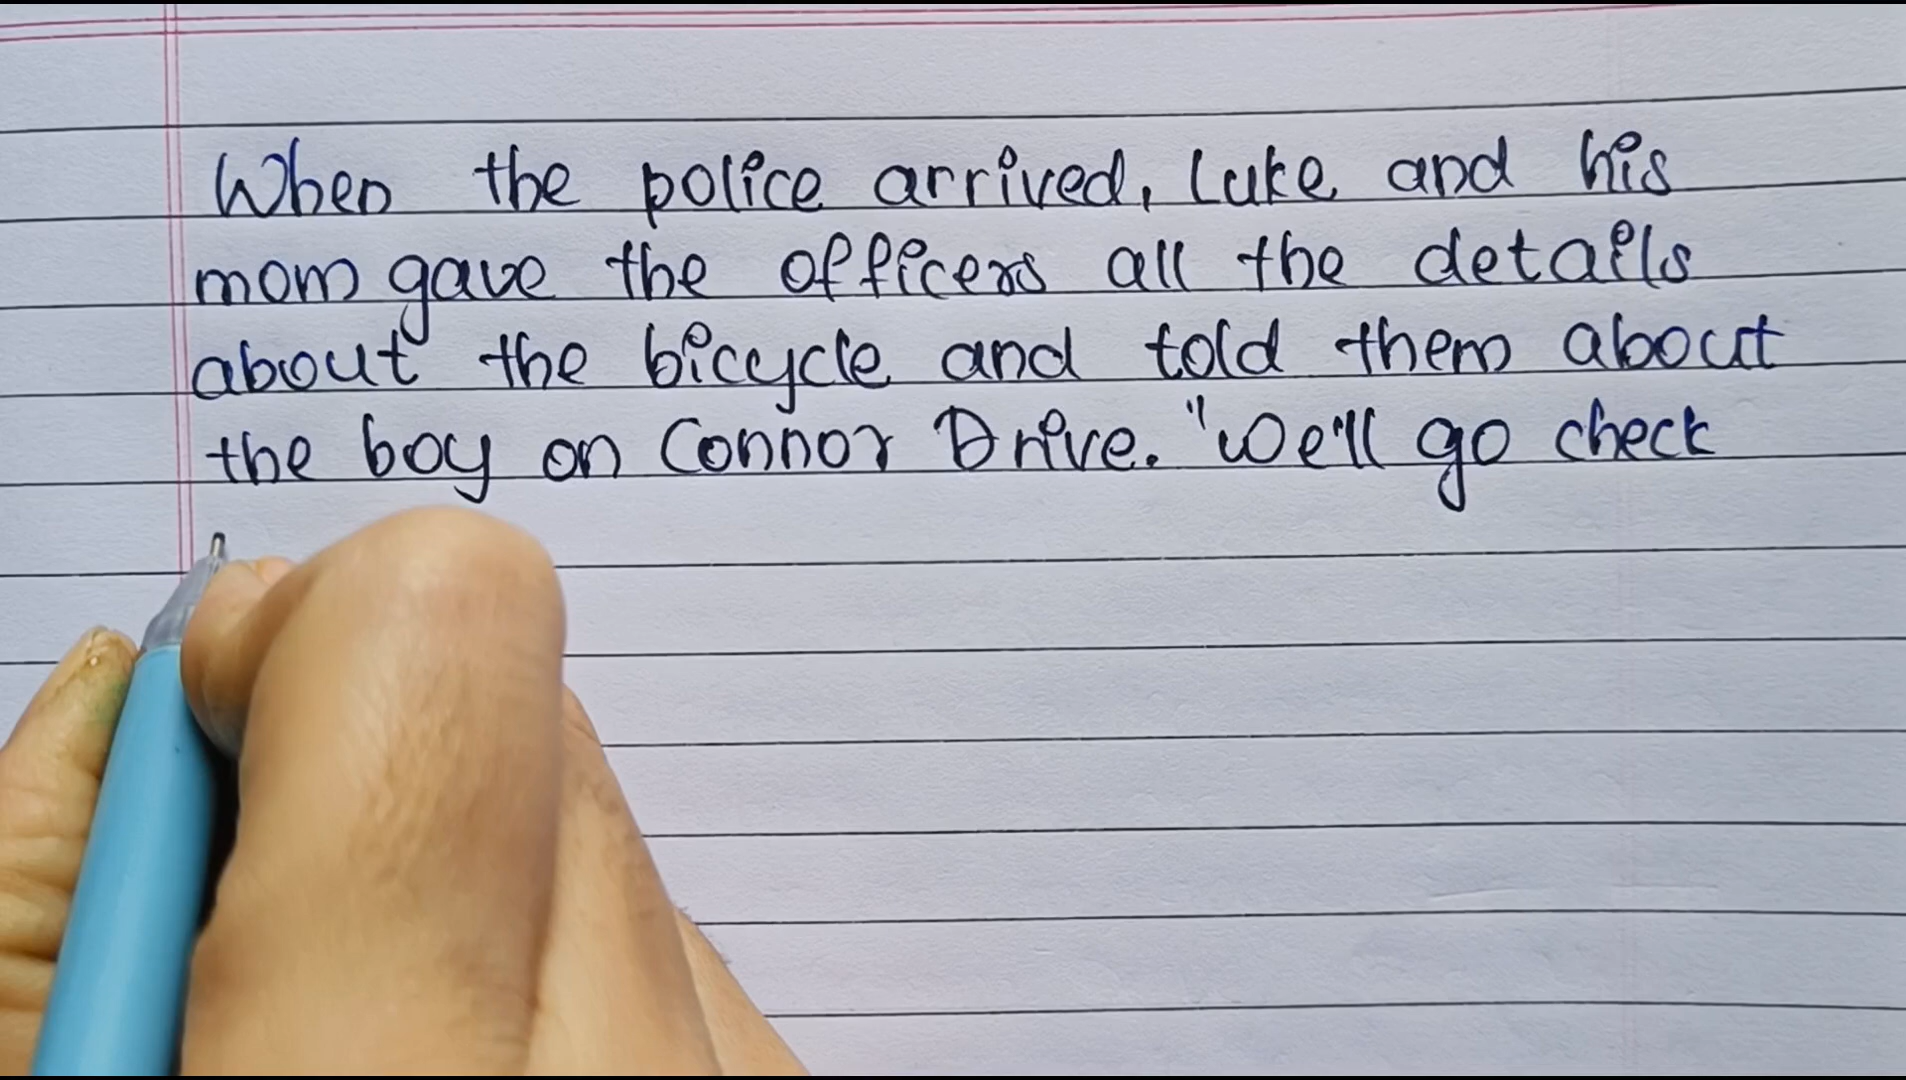 When the police arrived, Luke and his
mom gave the officers all the details
about the bicycle and told them about
the boy on Connor Drive. "We'll go check